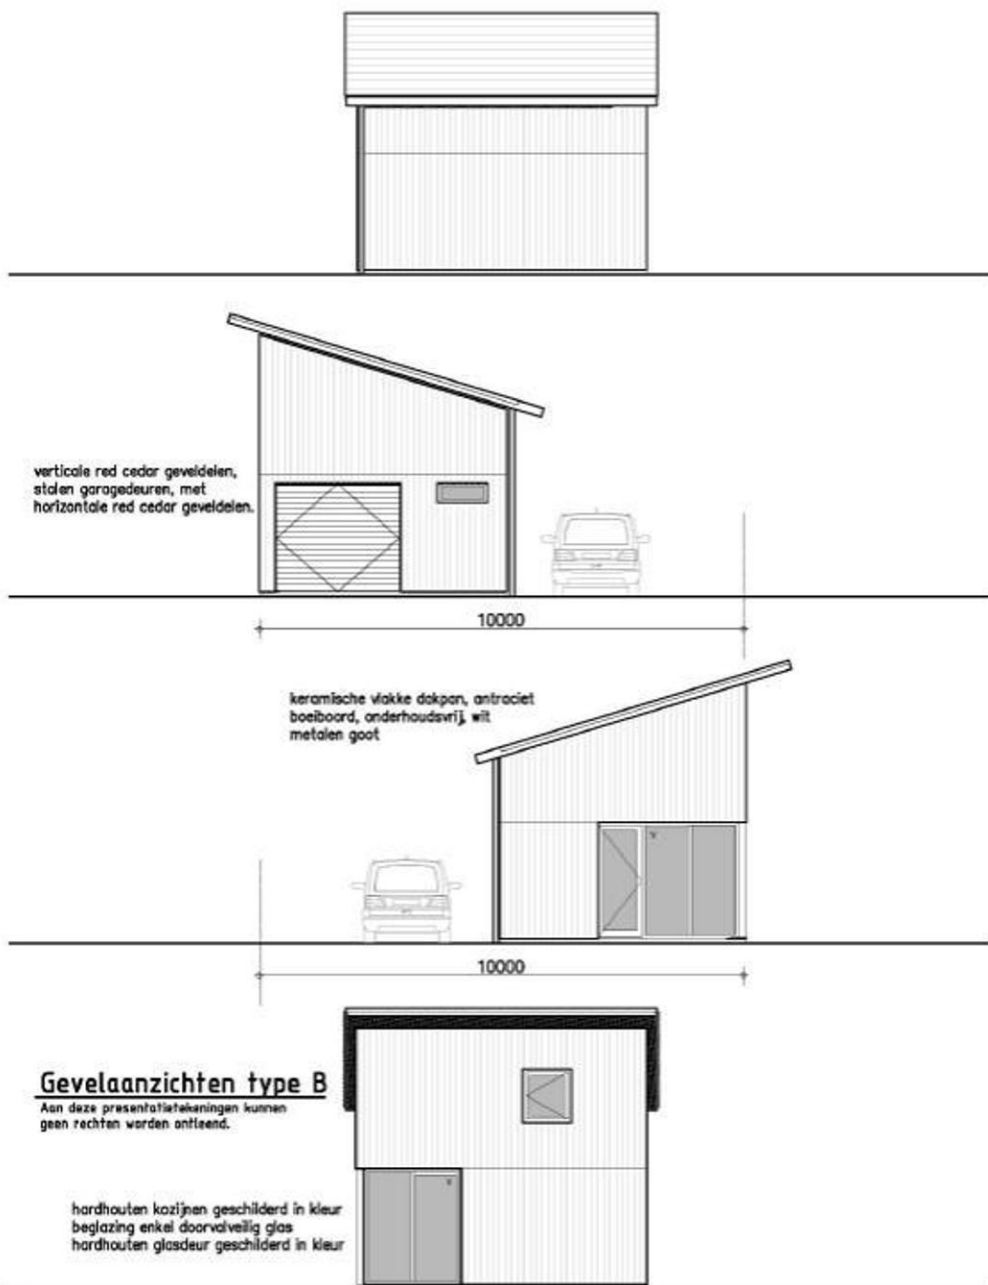 verticale red cedar geveldelen,
stalen garagedeuren, met
horizontale red cedar geveldelen.
10000
keramische vlakke dakpan, antraciet
boeiboord, onderhoudsvrij, wit
metalen goot
10000
Gevelaanzichten type B
Aan deze presentatietekeningen kunnen
geen rechten worden ontleend.
hardhouten kozijnen geschilderd in kleur
beglazing enkel doorvalveilig glas
hardhouten glasdeur geschilderd in kleur